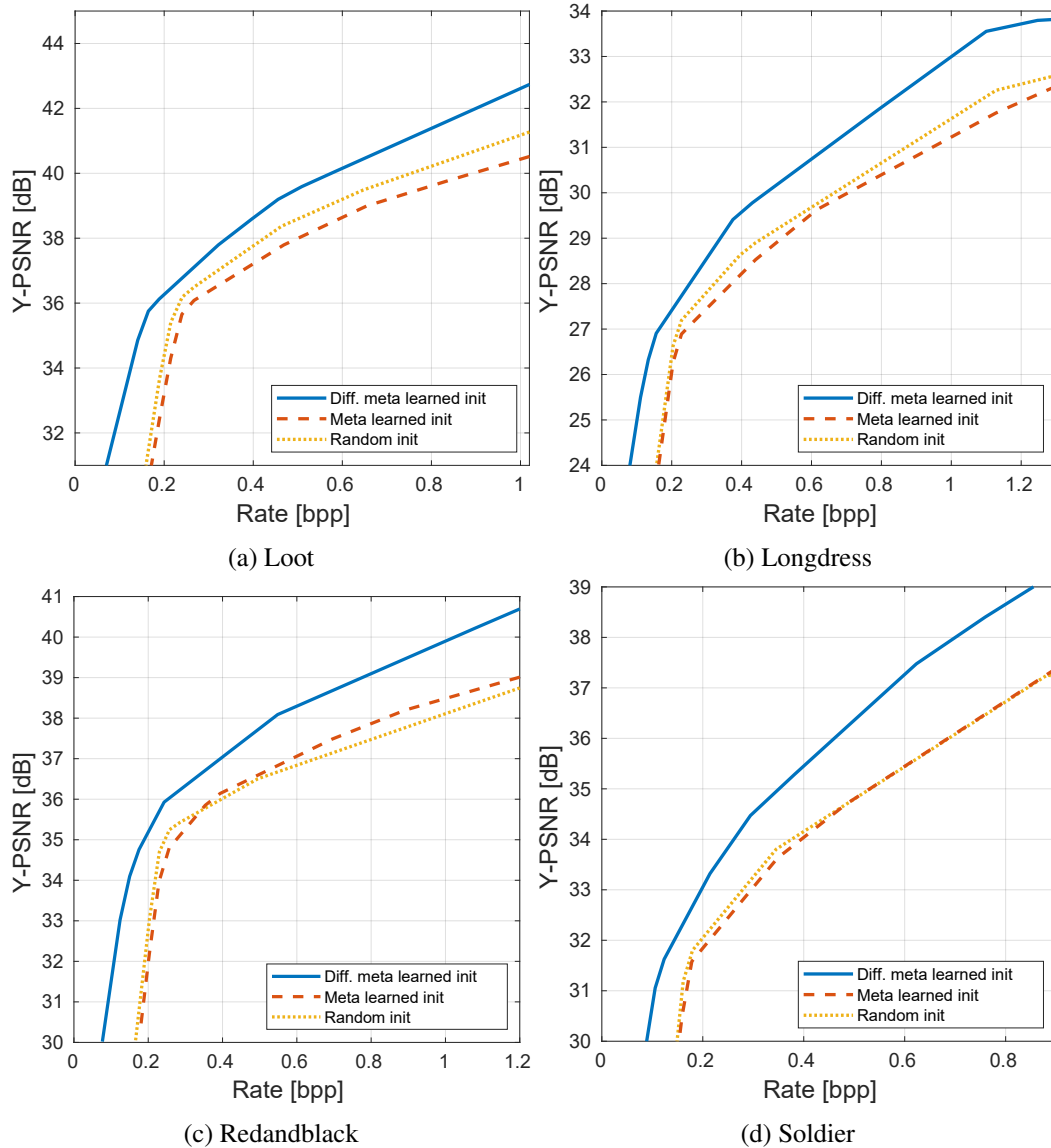 44
42
40
38
36
34
32
Y-PSNR [dB]
Diff. meta learned init
Meta learned init
Random init
0 0.2 0.4 0.6 0.8 1
Rate [bpp]
(a) Loot
34
33
32
31
30
29
28
27
26
25
24
Y-PSNR [dB]
Diff. meta learned init
Meta learned init
Random init
0 0.2 0.4 0.6 0.8 1 1.2
Rate [bpp]
(b) Longdress
41
40
39
38
37
36
35
34
33
32
31
30
Y-PSNR [dB]
Diff. meta learned init
Meta learned init
Random init
0 0.2 0.4 0.6 0.8 1 1.2
Rate [bpp]
(c) Redandblack
39
38
37
36
35
34
33
32
31
30
Y-PSNR [dB]
Diff. meta learned init
Meta learned init
Random init
0 0.2 0.4 0.6 0.8
Rate [bpp]
(d) Soldier